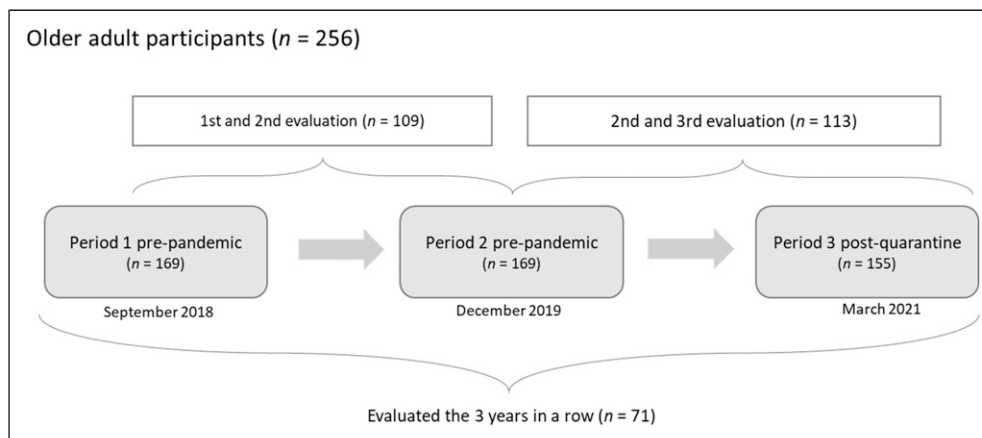 Older adult participants (n = 256)
1st and 2nd evaluation (n = 109)
2nd and 3rd evaluation (n = 113)
Period 1 pre-pandemic
(n = 169)
Period 2 pre-pandemic
(n = 169)
Period 3 post-quarantine
(n = 155)
September 2018
December 2019
March 2021
Evaluated the 3 years in a row (n = 71)